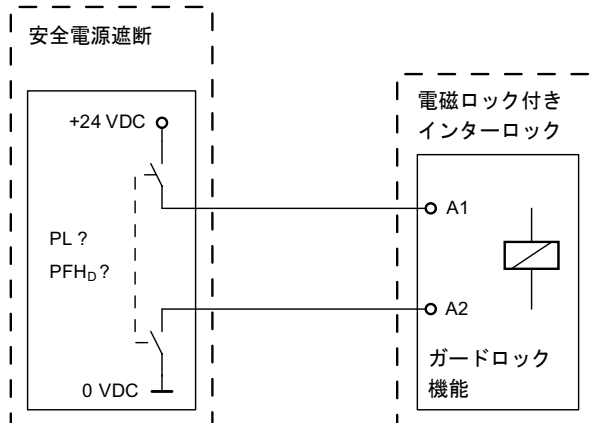 安全電源遮断
+24 VDC
PL ?
PFHD ?
0 VDC
電磁ロック付き
インターロック
A1
A2
ガードロック
機能